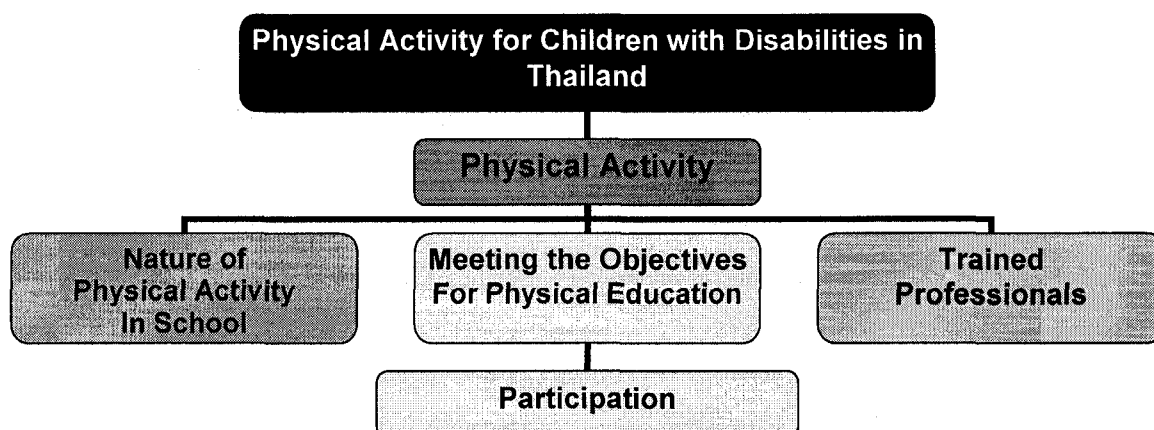 Physical Activity for Children with Disabilities in
Thailand
Physical Activity
Nature of
Physical Activity
In School
Meeting the Objectives
For Physical Education
Trained
Professionals
Participation